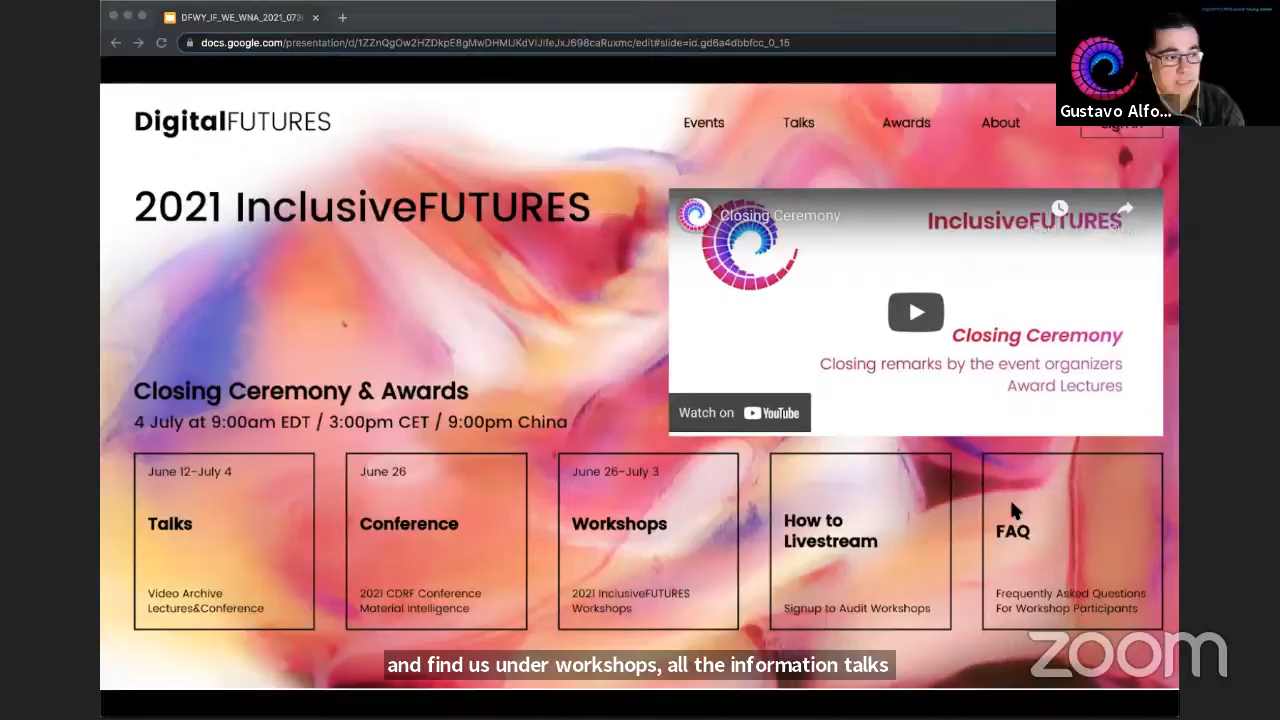 DFWY_IF_WE_WNA_2021_073
docs.google.com/presentation/d/1ZZnQgOw2HZDkpE8gMwDHMUKdVIJIfeJxJ698caRuxmc/edit#slide=id.gd6a4dbbfcc_0_15
Gustavo Alfo...
DigitalFUTURES
Events
Talks
Awards
About
2021 InclusiveFUTURES
Closing Ceremony
InclusiveFUTURES
Closing Ceremony
Closing remarks by the event organizers
Award Lectures
Watch on YouTube
Closing Ceremony & Awards
4 July at 9:00am EDT / 3:00pm CET / 9:00pm China
June 12-July 4
Talks
Video Archive
Lectures&Conference
June 26
Conference
2021 CDRF Conference
Material Intelligence
June 26-July 3
Workshops
2021 InclusiveFUTURES
Workshops
How to
Livestream
Signup to Audit Workshops
FAQ
Frequently Asked Questions
For Workshop Participants
zoom
and find us under workshops, all the information talks